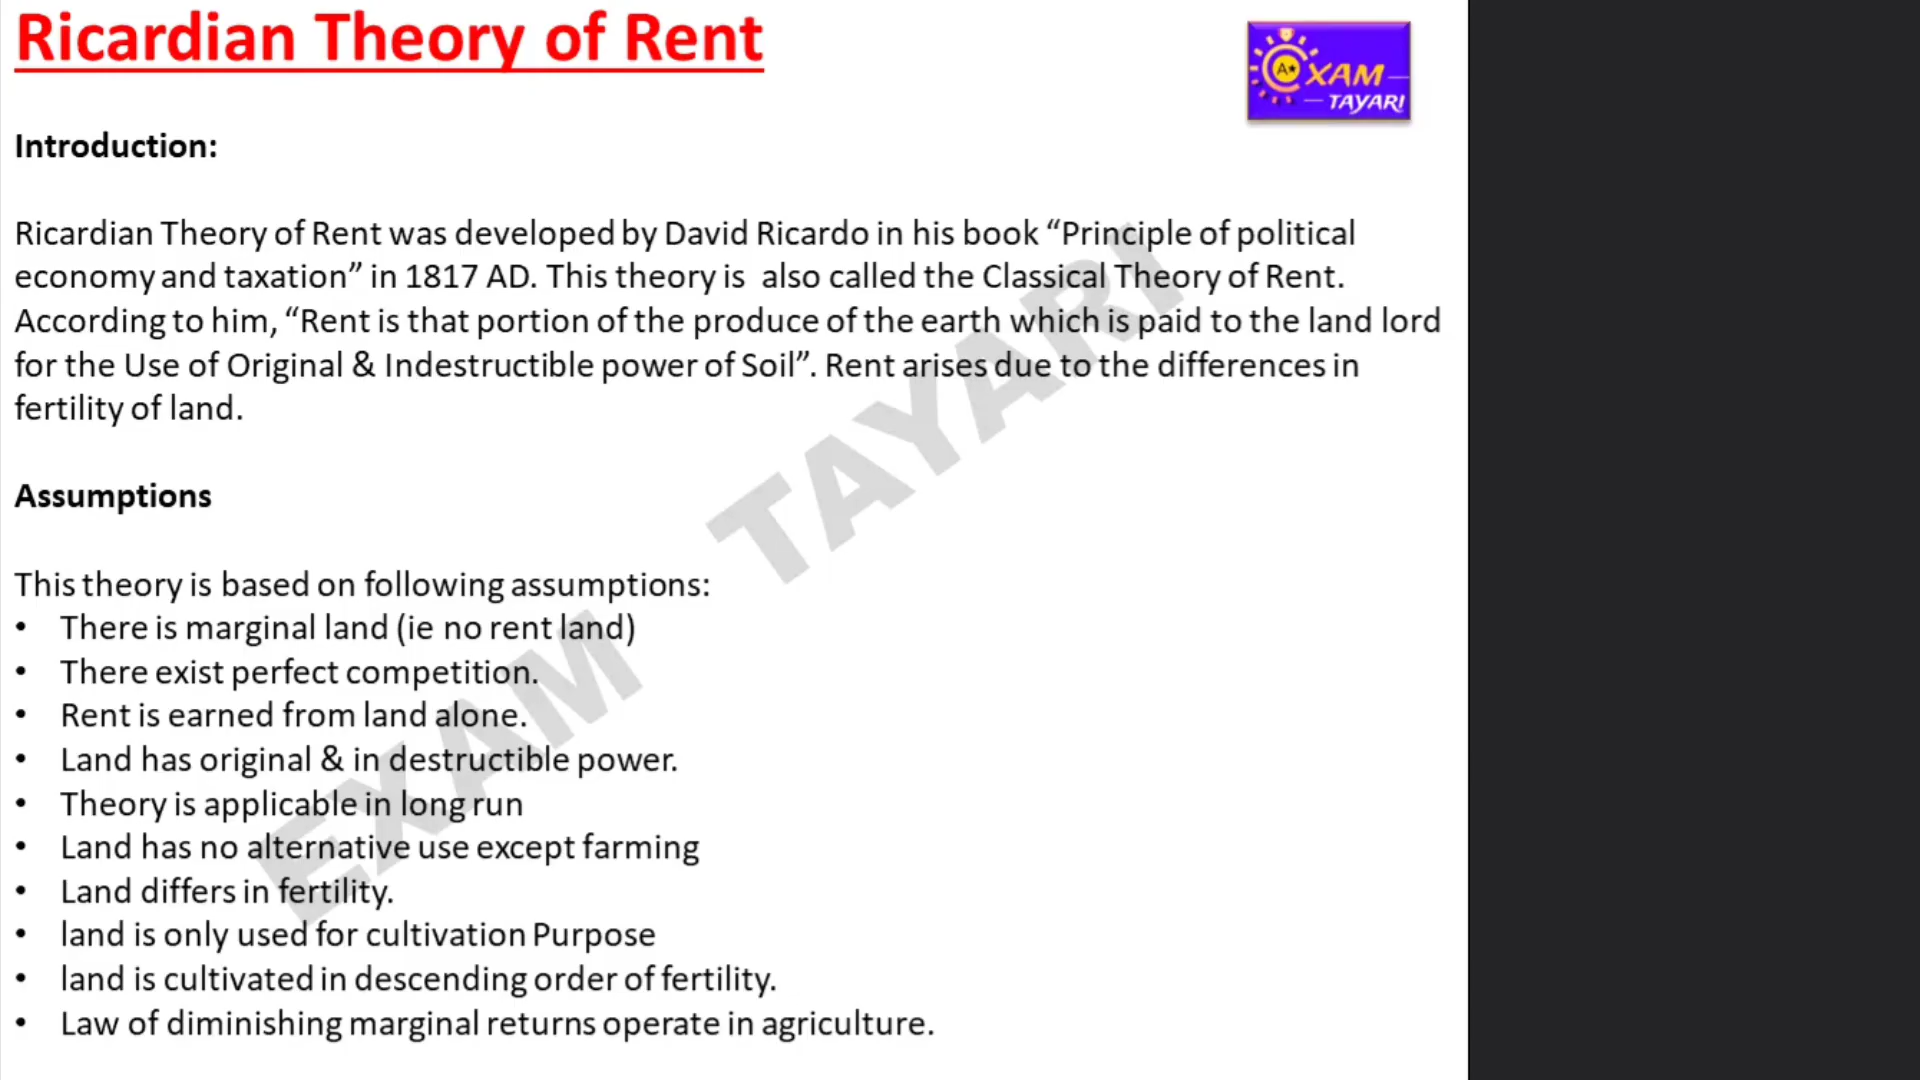 Ricardian Theory of Rent
A+ XAM
TAYARI
Introduction:
Ricardian Theory of Rent was developed by David Ricardo in his book “Principle of political
economy and taxation” in 1817 AD. This theory is also called the Classical Theory of Rent.
According to him, “Rent is that portion of the produce of the earth which is paid to the land lord
for the Use of Original & Indestructible power of Soil”. Rent arises due to the differences in
fertility of land.
Assumptions
This theory is based on following assumptions:
• There is marginal land (ie no rent land)
• There exist perfect competition.
• Rent is earned from land alone.
• Land has original & in destructible power.
• Theory is applicable in long run
• Land has no alternative use except farming
• Land differs in fertility.
• land is only used for cultivation Purpose
• land is cultivated in descending order of fertility.
• Law of diminishing marginal returns operate in agriculture.
EXAM TAYARI